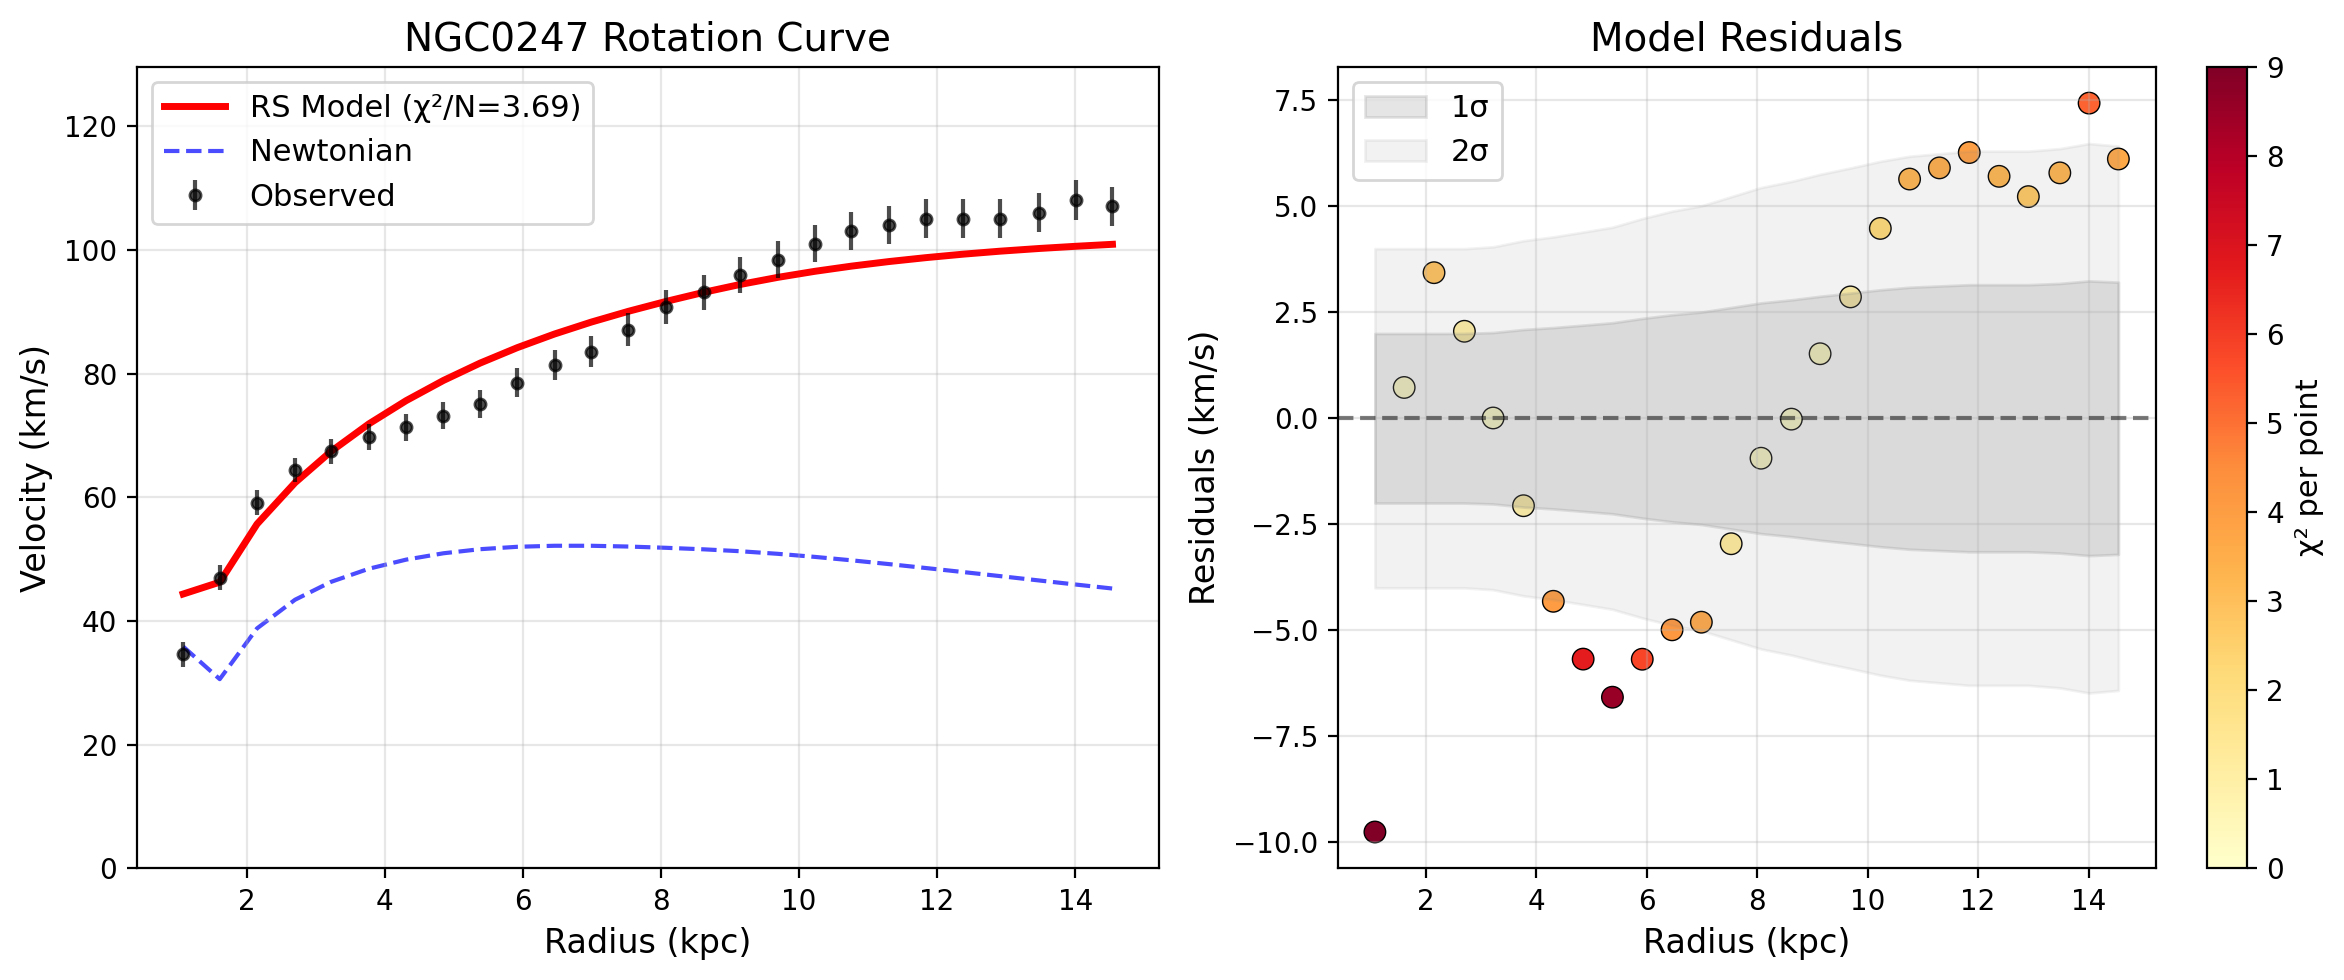 NGC0247 Rotation Curve
RS Model (χ²/N=3.69)
Newtonian
Observed
120
100
80
60
40
20
0
Velocity (km/s)
2 4 6 8 10 12 14
Radius (kpc)
Model Residuals
1σ
2σ
7.5
5.0
2.5
0.0
−2.5
−5.0
−7.5
−10.0
Residuals (km/s)
2 4 6 8 10 12 14
Radius (kpc)
9
8
7
6
5
4
3
2
1
0
χ² per point